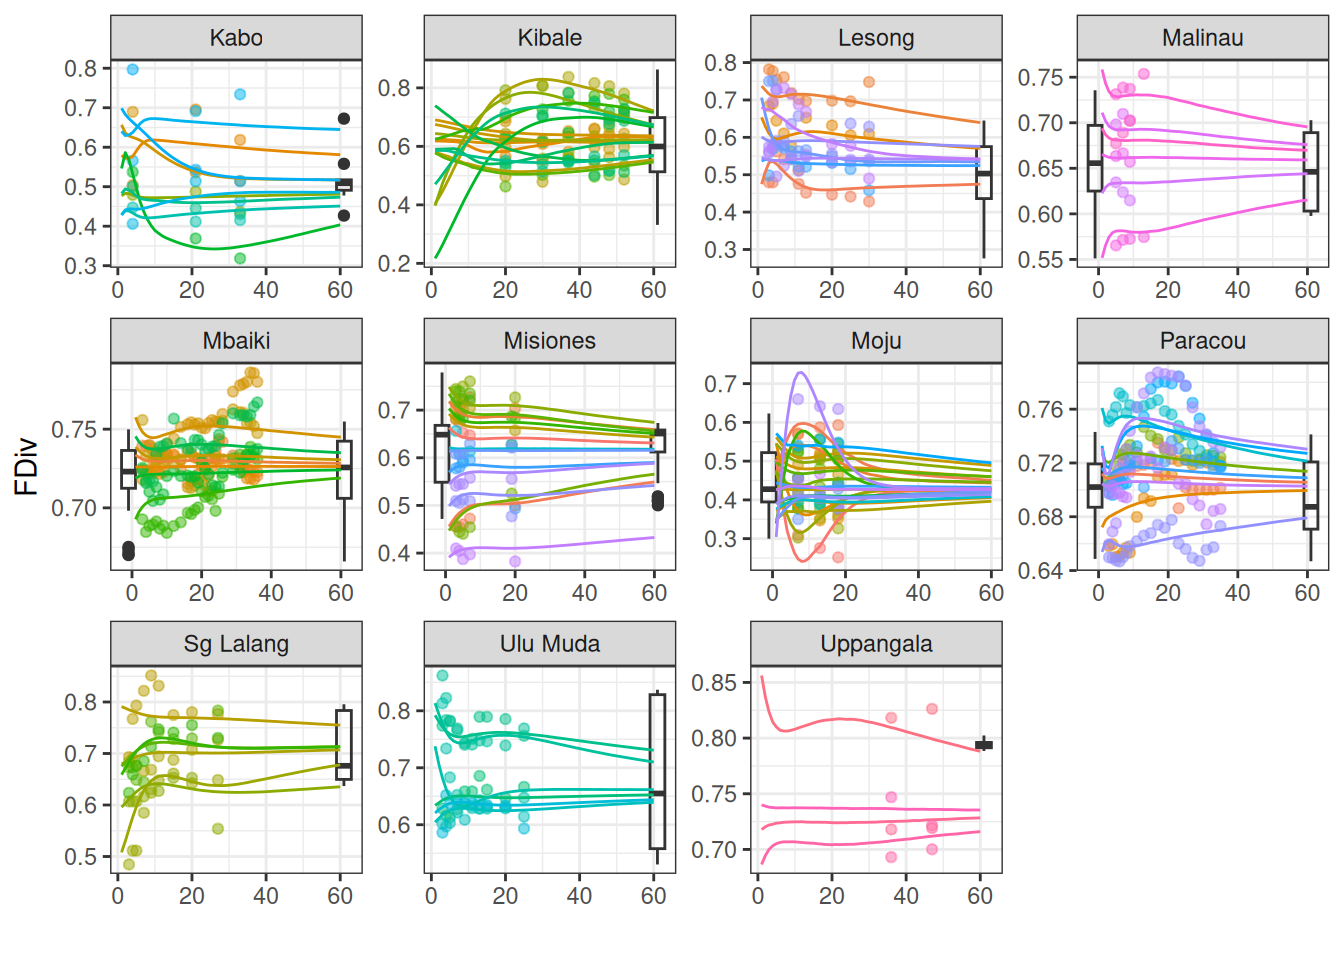 Kabo Kibale Lesong Malinau
0.8 0.7 0.6 0.5 0.4 0.3
0.8 0.6 0.4 0.2
0.8 0.7 0.6 0.5 0.4 0.3
0.75 0.70 0.65 0.60 0.55
0 20 40 60 0 20 40 60 0 20 40 60 0 20 40 60
Mbaiki Misiones Moju Paracou
FDiv
0.75 0.70
0.7 0.6 0.5 0.4
0.7 0.6 0.5 0.4 0.3
0.76 0.72 0.68 0.64
0 20 40 60 0 20 40 60 0 20 40 60 0 20 40 60
Sg Lalang Ulu Muda Uppangala
0.8 0.7 0.6 0.5
0.8 0.7 0.6
0.85 0.80 0.75 0.70
0 20 40 60 0 20 40 60 0 20 40 60